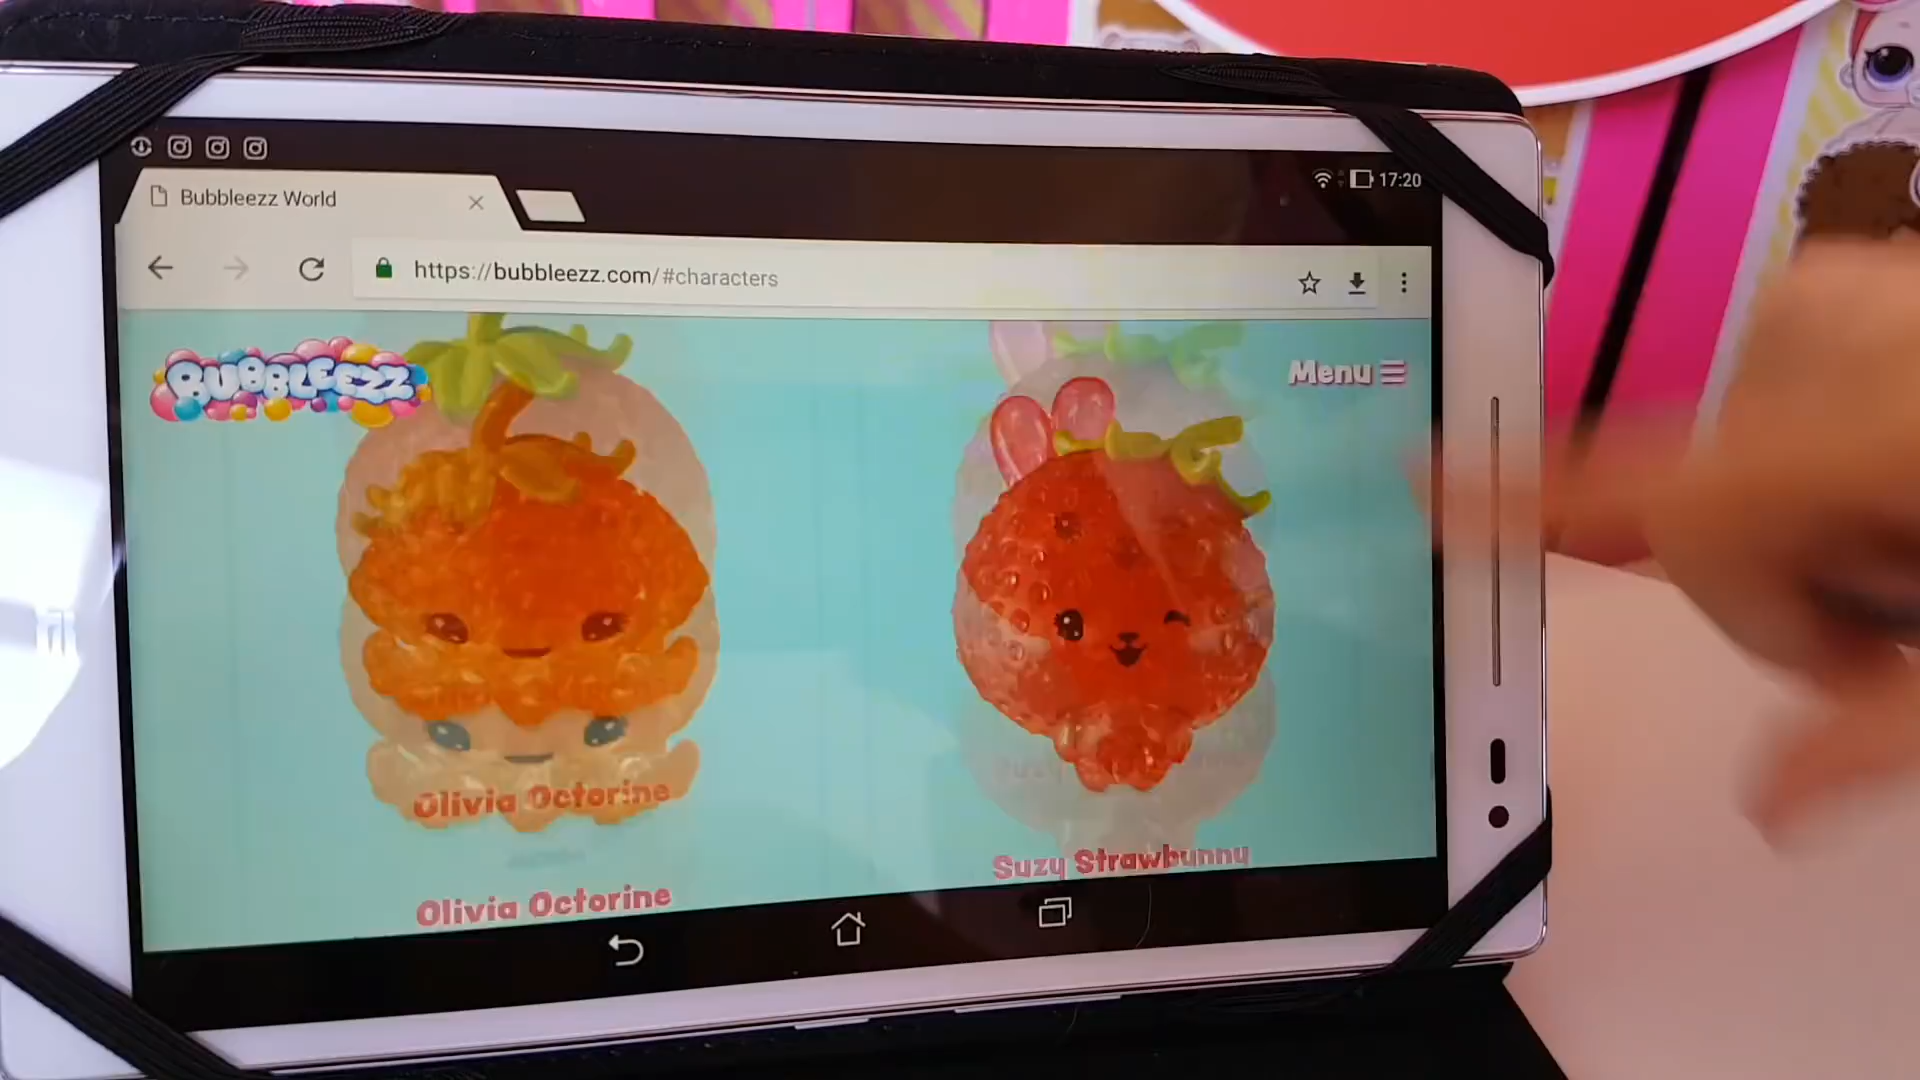 17:20
Bubbleezz World
https://bubbleezz.com/#characters
BUBBLEEZZ
Menu
Olivia Octorine
Suzy Strawbunny
Olivia Octorine